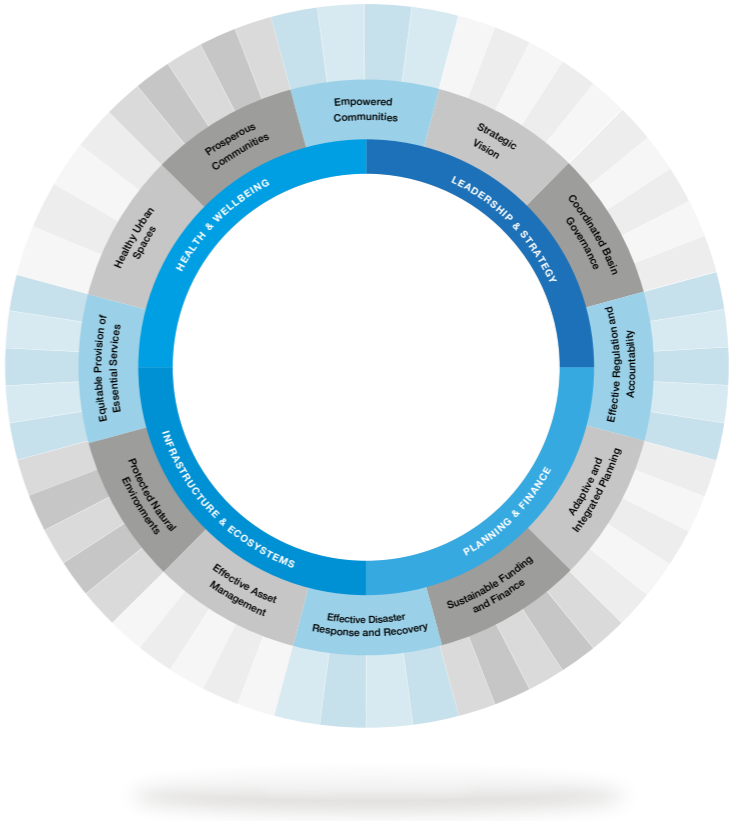 Empowered
Communities
Strategic
Vision
Coordinated Basin
Governance
Effective Regulation and
Accountability
Adaptive and
Integrated Planning
Sustainable Funding
and Finance
Effective Disaster
Response and Recovery
Effective Asset
Management
Protected Natural
Environments
Equitable Provision of
Essential Services
Healthy Urban
Spaces
Prosperous
Communities
LEADERSHIP & STRATEGY
PLANNING & FINANCE
INFRASTRUCTURE & ECOSYSTEMS
HEALTH & WELLBEING